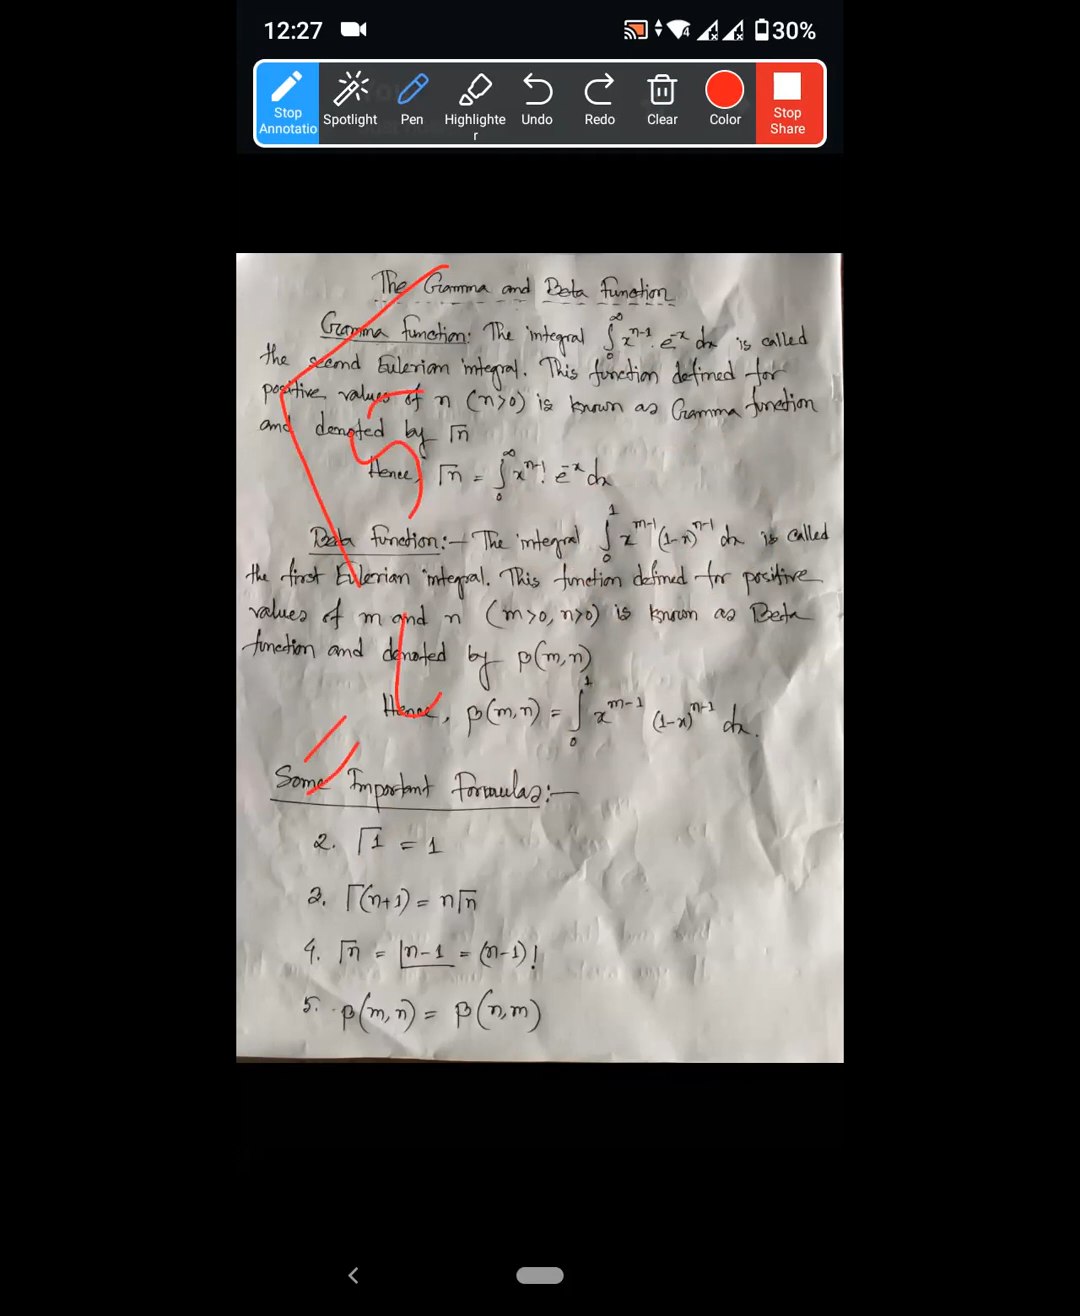 12:27
30%
Stop
Annotatio
Spotlight
Pen
Highlighte
r
Undo
Redo
Clear
Color
Stop
Share
The Gamma and Beta Function
Gamma function: The integral ∫₀^∞ x^{n-1}. e^{-x} dx is called
the second Eulerian integral. This function defined for
positive values of n (n>0) is known as Gamma function
and denoted by Γn
Hence, Γn = ∫₀^∞ x^{n-1}. e^{-x} dx
Beta Function:- The integral ∫₀^1 x^{m-1} (1-x)^{n-1} dx is called
the first Eulerian integral. This function defined for positive
values of m and n (m>0, n>0) is known as Beta
function and denoted by β(m,n)
Hence, β(m,n) = ∫₀^1 x^{m-1} (1-x)^{n-1} dx.
Some Important Formulas:-
2. Γ1 = 1
3. Γ(n+1) = nΓn
4. Γn = |n-1 = (n-1)!
5. β(m,n) = β(n,m)